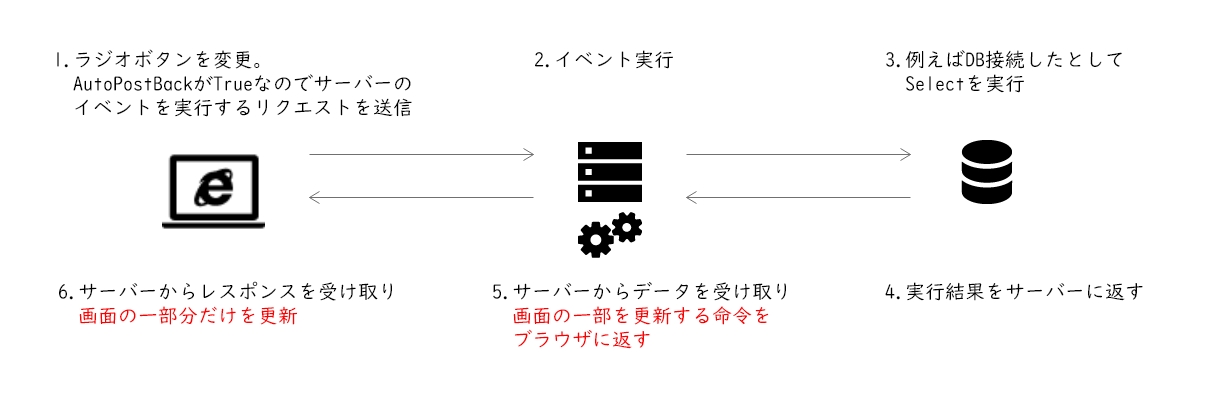 1.ラジオボタンを変更。
AutoPostBackがTrueなのでサーバーの
イベントを実行するリクエストを送信
2.イベント実行
3.例えばDB接続したとして
Selectを実行
6.サーバーからレスポンスを受け取り
画面の一部分だけを更新
5.サーバーからデータを受け取り
画面の一部を更新する命令を
ブラウザに返す
4.実行結果をサーバーに返す